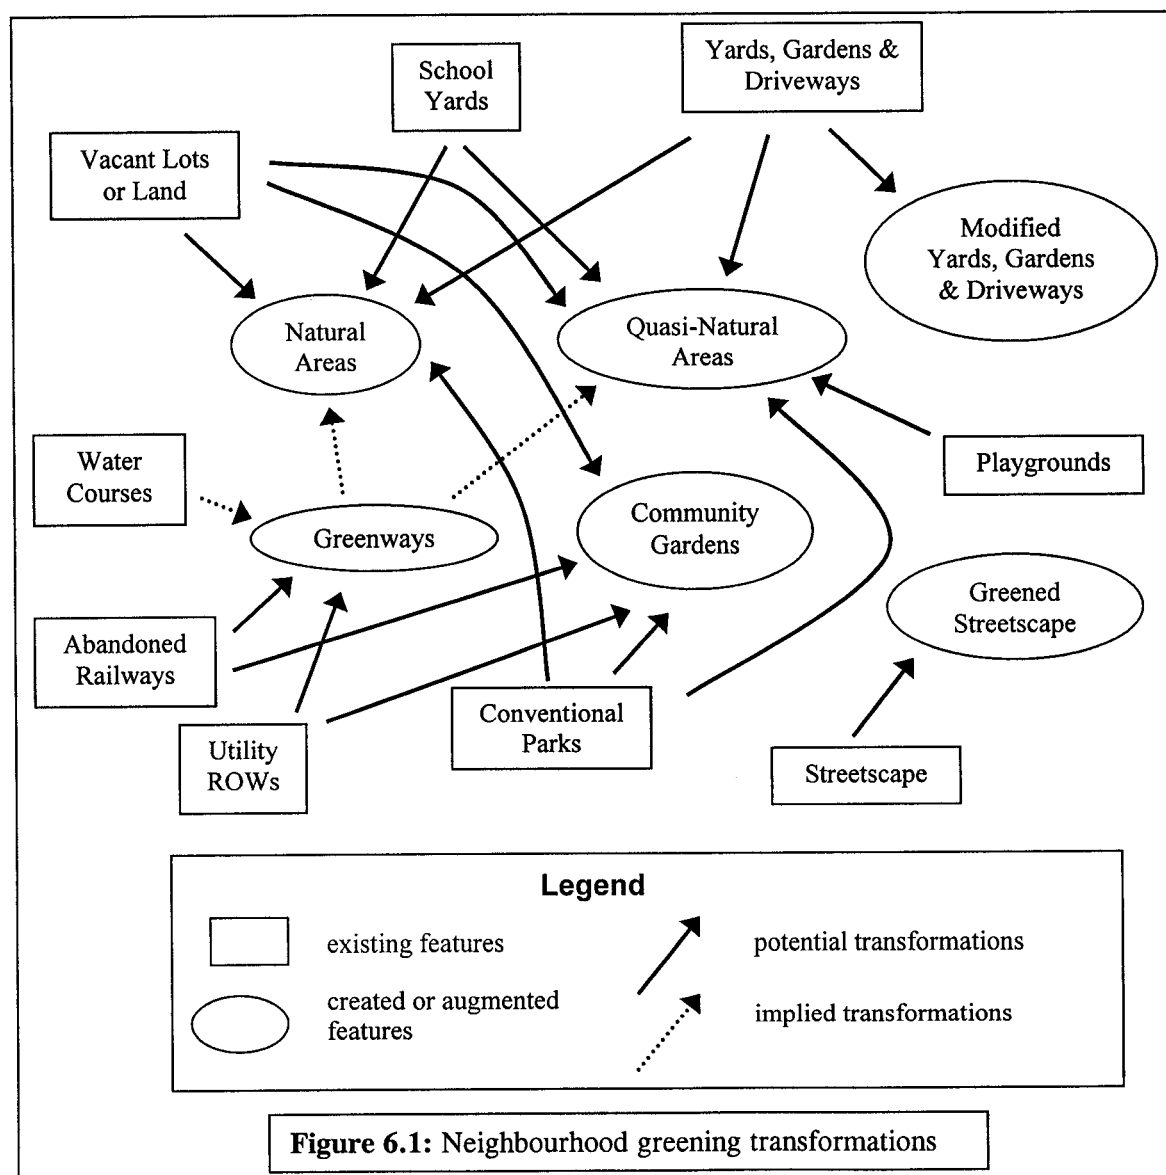 School
Yards
Yards, Gardens &
Driveways
Vacant Lots
or Land
Modified
Yards, Gardens
& Driveways
Natural
Areas
Quasi-Natural
Areas
Water
Courses
Playgrounds
Greenways
Community
Gardens
Greened
Streetscape
Abandoned
Railways
Utility
ROWs
Conventional
Parks
Streetscape
Legend
existing features
potential transformations
created or augmented
features
implied transformations
Figure 6.1: Neighbourhood greening transformations